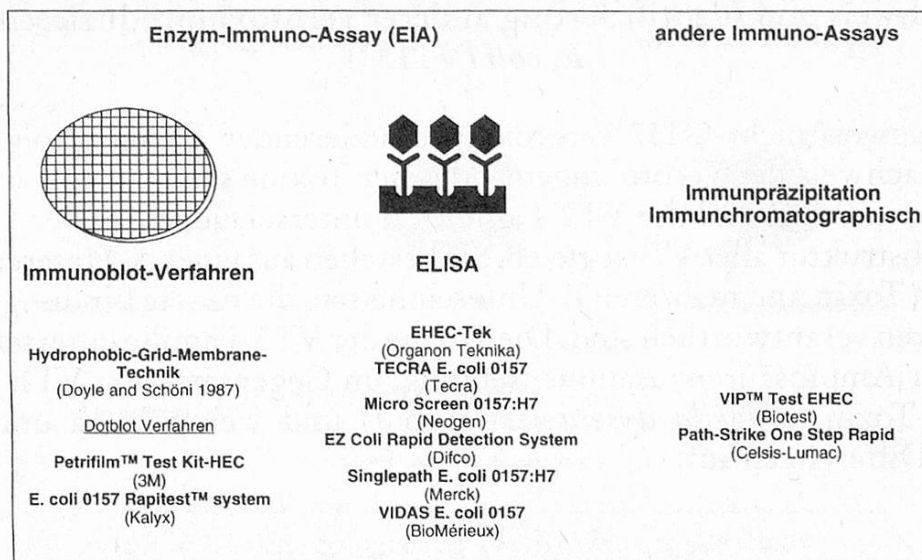 Enzym-Immuno-Assay (EIA)
andere Immuno-Assays
Immunoblot-Verfahren
Hydrophobic-Grid-Membrane-
Technik
(Doyle and Schöni 1987)
Dotblot Verfahren
Petrifilm™ Test Kit-HEC
(3M)
E. coli 0157 Rapitest™ system
(Kalyx)
ELISA
EHEC-Tek
(Organon Teknika)
TECRA E. coli 0157
(Tecra)
Micro Screen 0157:H7
(Neogen)
EZ Coli Rapid Detection System
(Difco)
Singlepath E. coli 0157:H7
(Merck)
VIDAS E. coli 0157
(BioMérieux)
Immunpräzipitation
Immunchromatographisch
VIP™ Test EHEC
(Biotest)
Path-Strike One Step Rapid
(Celsis-Lumac)